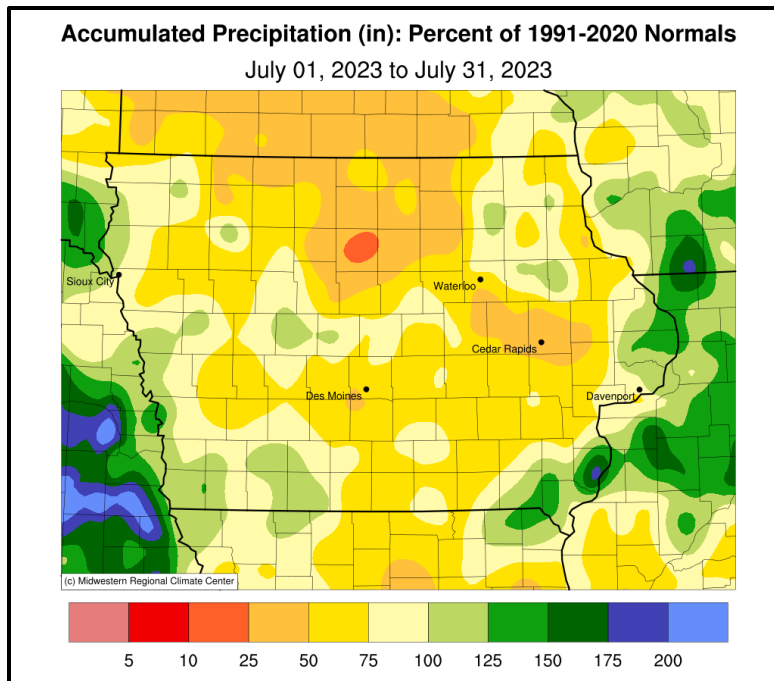 Accumulated Precipitation (in): Percent of 1991-2020 Normals
July 01, 2023 to July 31, 2023
Sioux City
Waterloo
Cedar Rapids
Des Moines
Davenport
(c) Midwestern Regional Climate Center
5 10 25 50 75 100 125 150 175 200